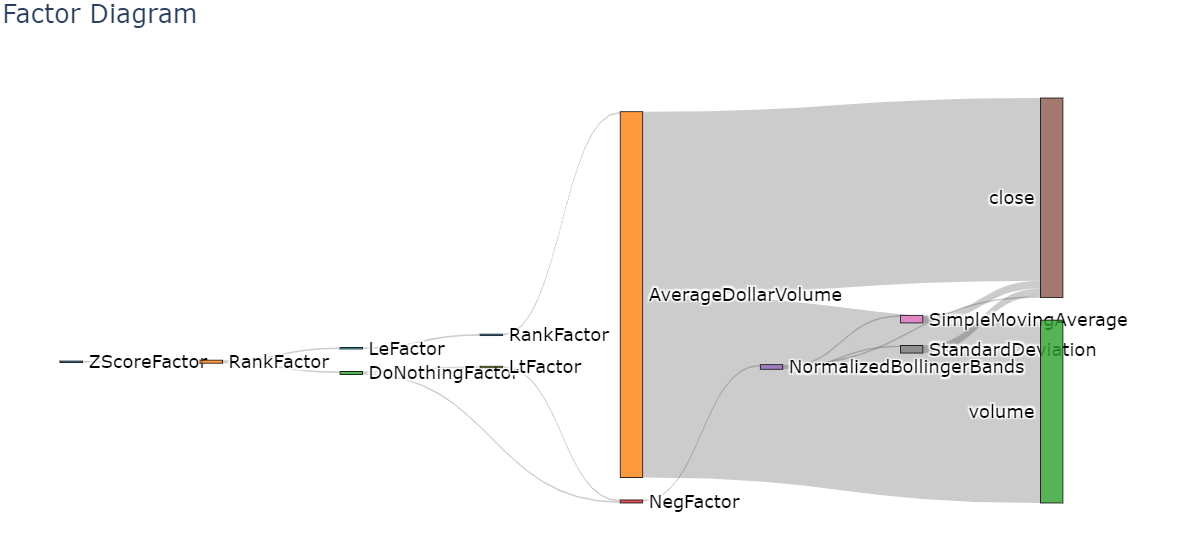 Factor Diagram
close
AverageDollarVolume
SimpleMovingAverage
RankFactor
LeFactor
StandardDeviation
ZScoreFactor
RankFactor
LtFactor
NormalizedBollingerBands
DoNothingFactor
volume
NegFactor